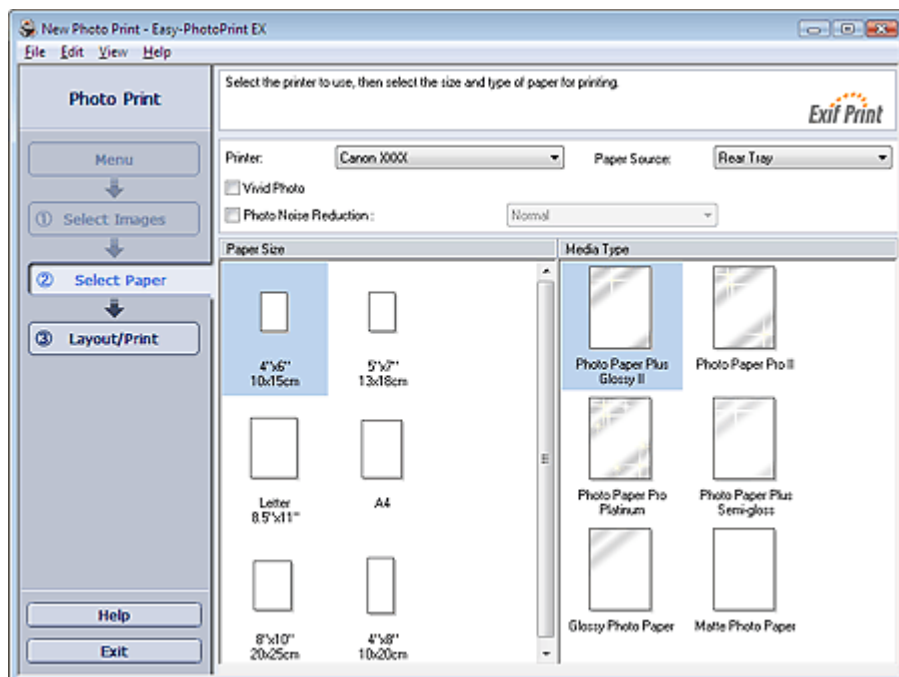 New Photo Print - Easy-PhotoPrint EX
File Edit View Help
Photo Print
Menu
① Select Images
② Select Paper
③ Layout/Print
Help
Exit
Select the printer to use, then select the size and type of paper for printing.
Exif Print
Printer: Canon XXXX Paper Source: Rear Tray
Vivid Photo
Photo Noise Reduction : Normal
Paper Size
4"x6"
10x15cm
5"x7"
13x18cm
Letter
8.5"x11"
A4
8"x10"
20x25cm
4"x8"
10x20cm
Media Type
Photo Paper Plus
Glossy II
Photo Paper Pro II
Photo Paper Pro
Platinum
Photo Paper Plus
Semi-gloss
Glossy Photo Paper
Matte Photo Paper